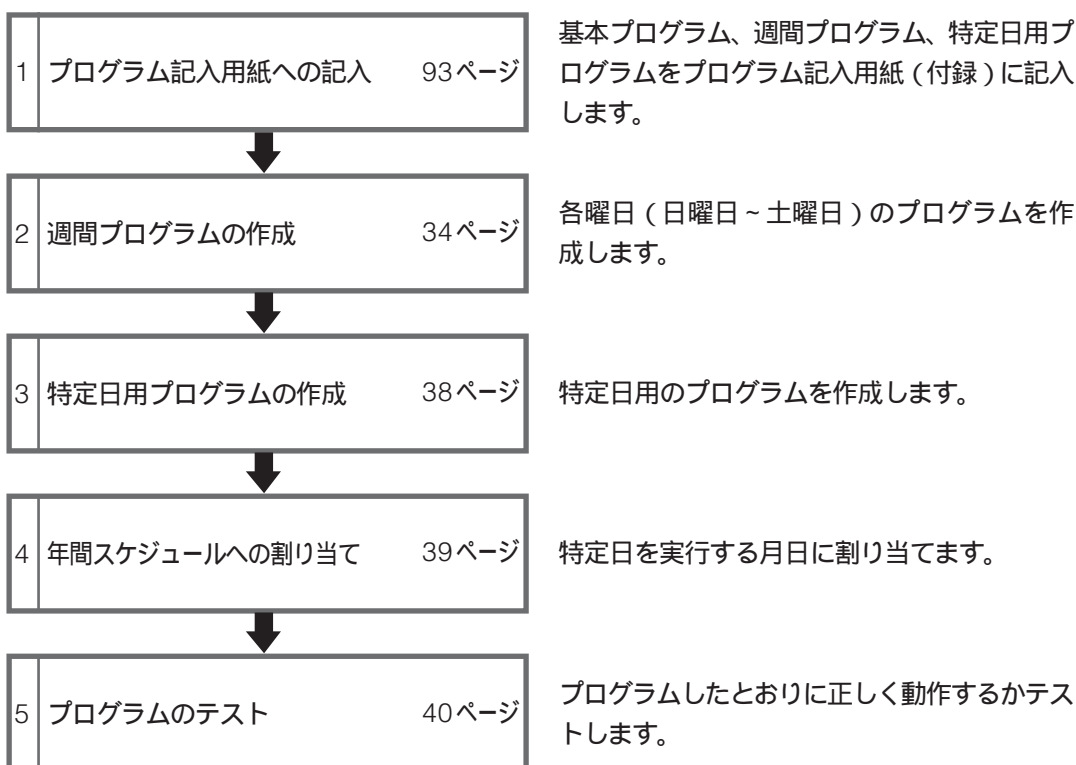 1 プログラム記入用紙への記入 93ページ
基本プログラム、週間プログラム、特定日用プ
ログラムをプログラム記入用紙(付録)に記入
します。
2 週間プログラムの作成 34ページ
各曜日(日曜日~土曜日)のプログラムを作
成します。
3 特定日用プログラムの作成 38ページ
特定日用のプログラムを作成します。
4 年間スケジュールへの割り当て 39ページ
特定日を実行する月日に割り当てます。
5 プログラムのテスト 40ページ
プログラムしたとおりに正しく動作するかテス
トします。